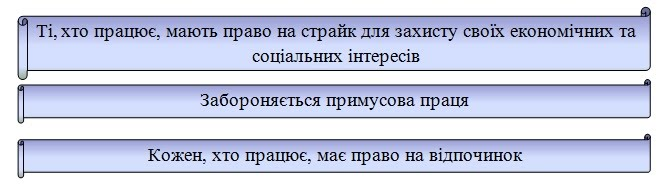 Ті, хто працює, мають право на страйк для захисту своїх економічних та
соціальних інтересів
Забороняється примусова праця
Кожен, хто працює, має право на відпочинок